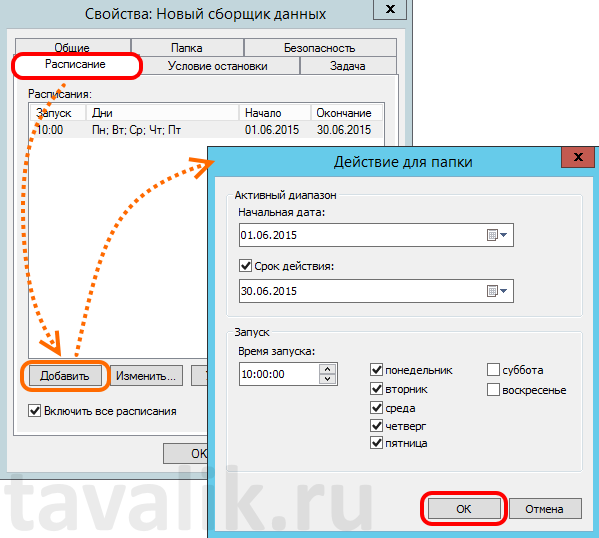 Свойства: Новый сборщик данных
x
Общие Папка Безопасность
Расписание Условие остановки Задача
Расписания:
Запуск Дни Начало Окончание
10:00 Пн; Вт; Ср; Чт; Пт 01.06.2015 30.06.2015
Добавить Изменить...
Включить все расписания
OK
Действие для папки
x
Активный диапазон
Начальная дата:
01.06.2015
Срок действия:
30.06.2015
Запуск
Время запуска:
10:00:00
понедельник
вторник
среда
четверг
пятница
суббота
воскресенье
OK Отмена
tavalik.ru